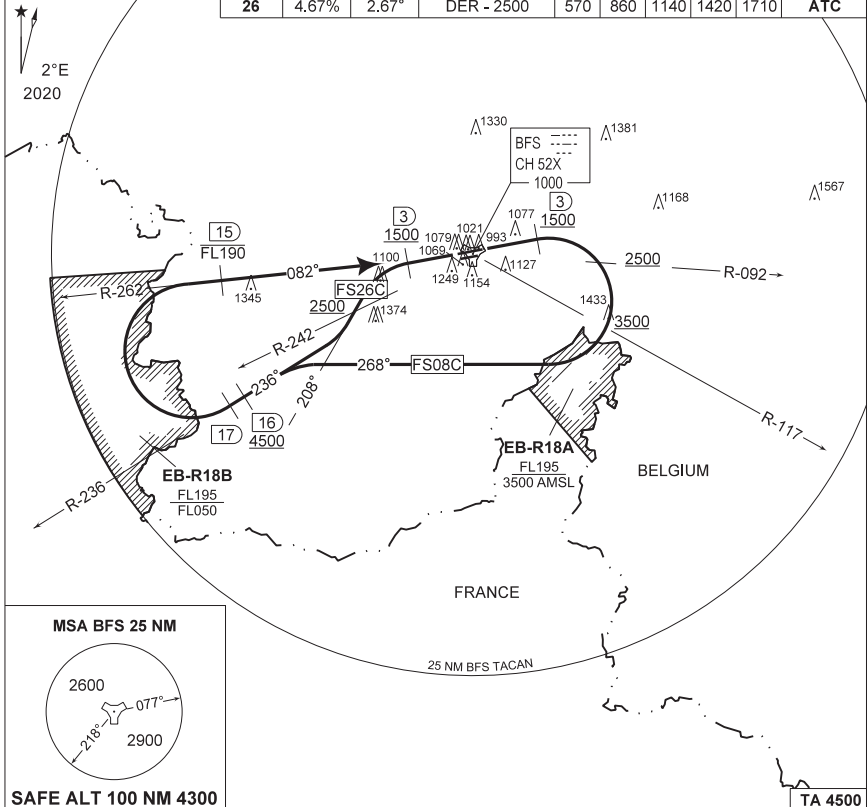 26 4.67% 2.67° DER - 2500 570 860 1140 1420 1710 ATC
2°E
2020
1330
1381
BFS
CH 52X
1000
1567
1168
3
1500
1077
1079
1021
993
3
1500
1069
15
FL190
082°
1100
1249
1154
1127
2500
R-092
R-262
1345
FS26C
2500
1374
1433
3500
R-242
268°
FS08C
236°
208°
16
4500
17
R-117
EB-R18A
FL195
3500 AMSL
BELGIUM
EB-R18B
FL195
FL050
R-236
FRANCE
MSA BFS 25 NM
25 NM BFS TACAN
2600
077°
218°
2900
SAFE ALT 100 NM 4300
TA 4500